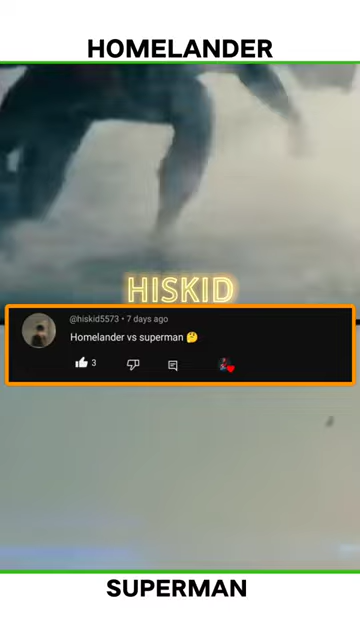 HOMELANDER
HISKID
@hiskid5573 • 7 days ago
Homelander vs superman 🤔
3
SUPERMAN